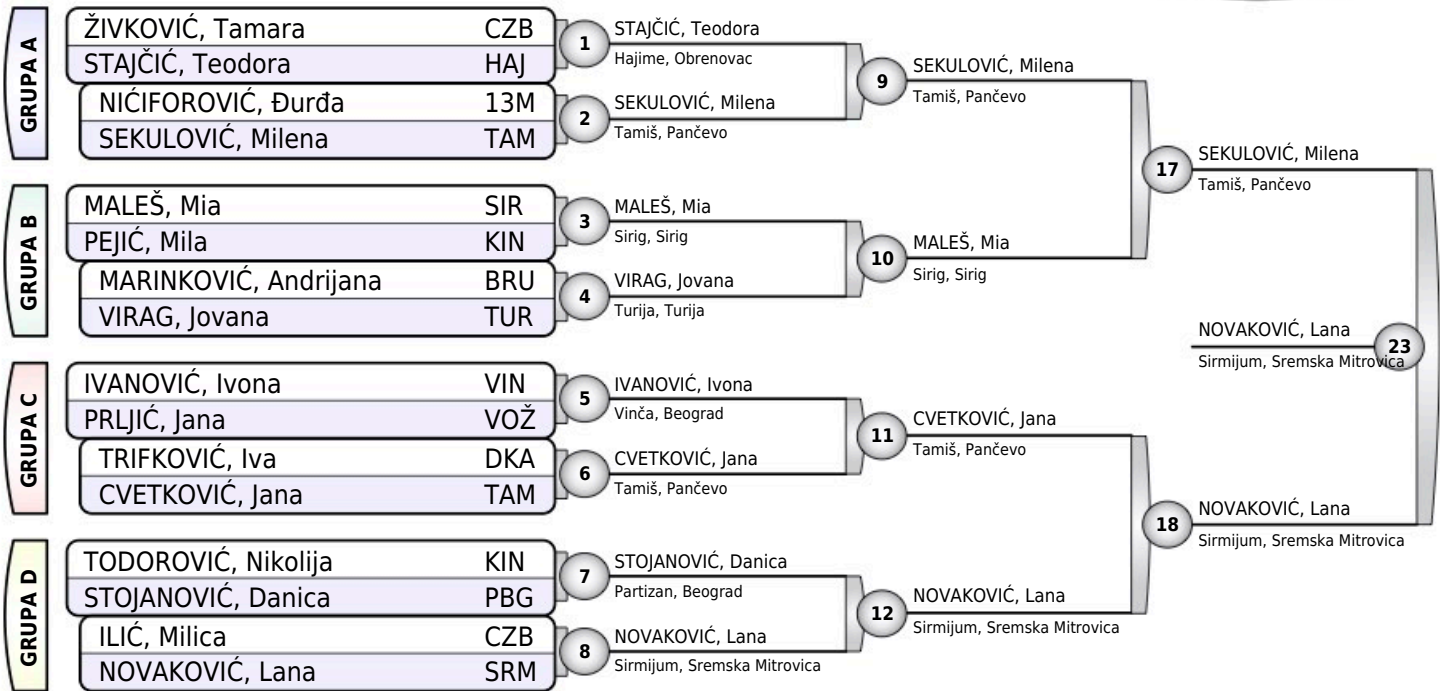 GRUPA A
ŽIVKOVIĆ, Tamara CZB
STAJČIĆ, Teodora HAJ
NIĆIFOROVIĆ, Đurđa 13M
SEKULOVIĆ, Milena TAM
GRUPA B
MALEŠ, Mia SIR
PEJIĆ, Mila KIN
MARINKOVIĆ, Andrijana BRU
VIRAG, Jovana TUR
GRUPA C
IVANOVIĆ, Ivona VIN
PRLJIĆ, Jana VOŽ
TRIFKOVIĆ, Iva DKA
CVETKOVIĆ, Jana TAM
GRUPA D
TODOROVIĆ, Nikolija KIN
STOJANOVIĆ, Danica PBG
ILIĆ, Milica CZB
NOVAKOVIĆ, Lana SRM
1
STAJČIĆ, Teodora
Hajime, Obrenovac
2
SEKULOVIĆ, Milena
Tamiš, Pančevo
3
MALEŠ, Mia
Sirig, Sirig
4
VIRAG, Jovana
Turija, Turija
5
IVANOVIĆ, Ivona
Vinča, Beograd
6
CVETKOVIĆ, Jana
Tamiš, Pančevo
7
STOJANOVIĆ, Danica
Partizan, Beograd
8
NOVAKOVIĆ, Lana
Sirmijum, Sremska Mitrovica
9
SEKULOVIĆ, Milena
Tamiš, Pančevo
10
MALEŠ, Mia
Sirig, Sirig
11
CVETKOVIĆ, Jana
Tamiš, Pančevo
12
NOVAKOVIĆ, Lana
Sirmijum, Sremska Mitrovica
17
SEKULOVIĆ, Milena
Tamiš, Pančevo
18
NOVAKOVIĆ, Lana
Sirmijum, Sremska Mitrovica
23
NOVAKOVIĆ, Lana
Sirmijum, Sremska Mitrovica